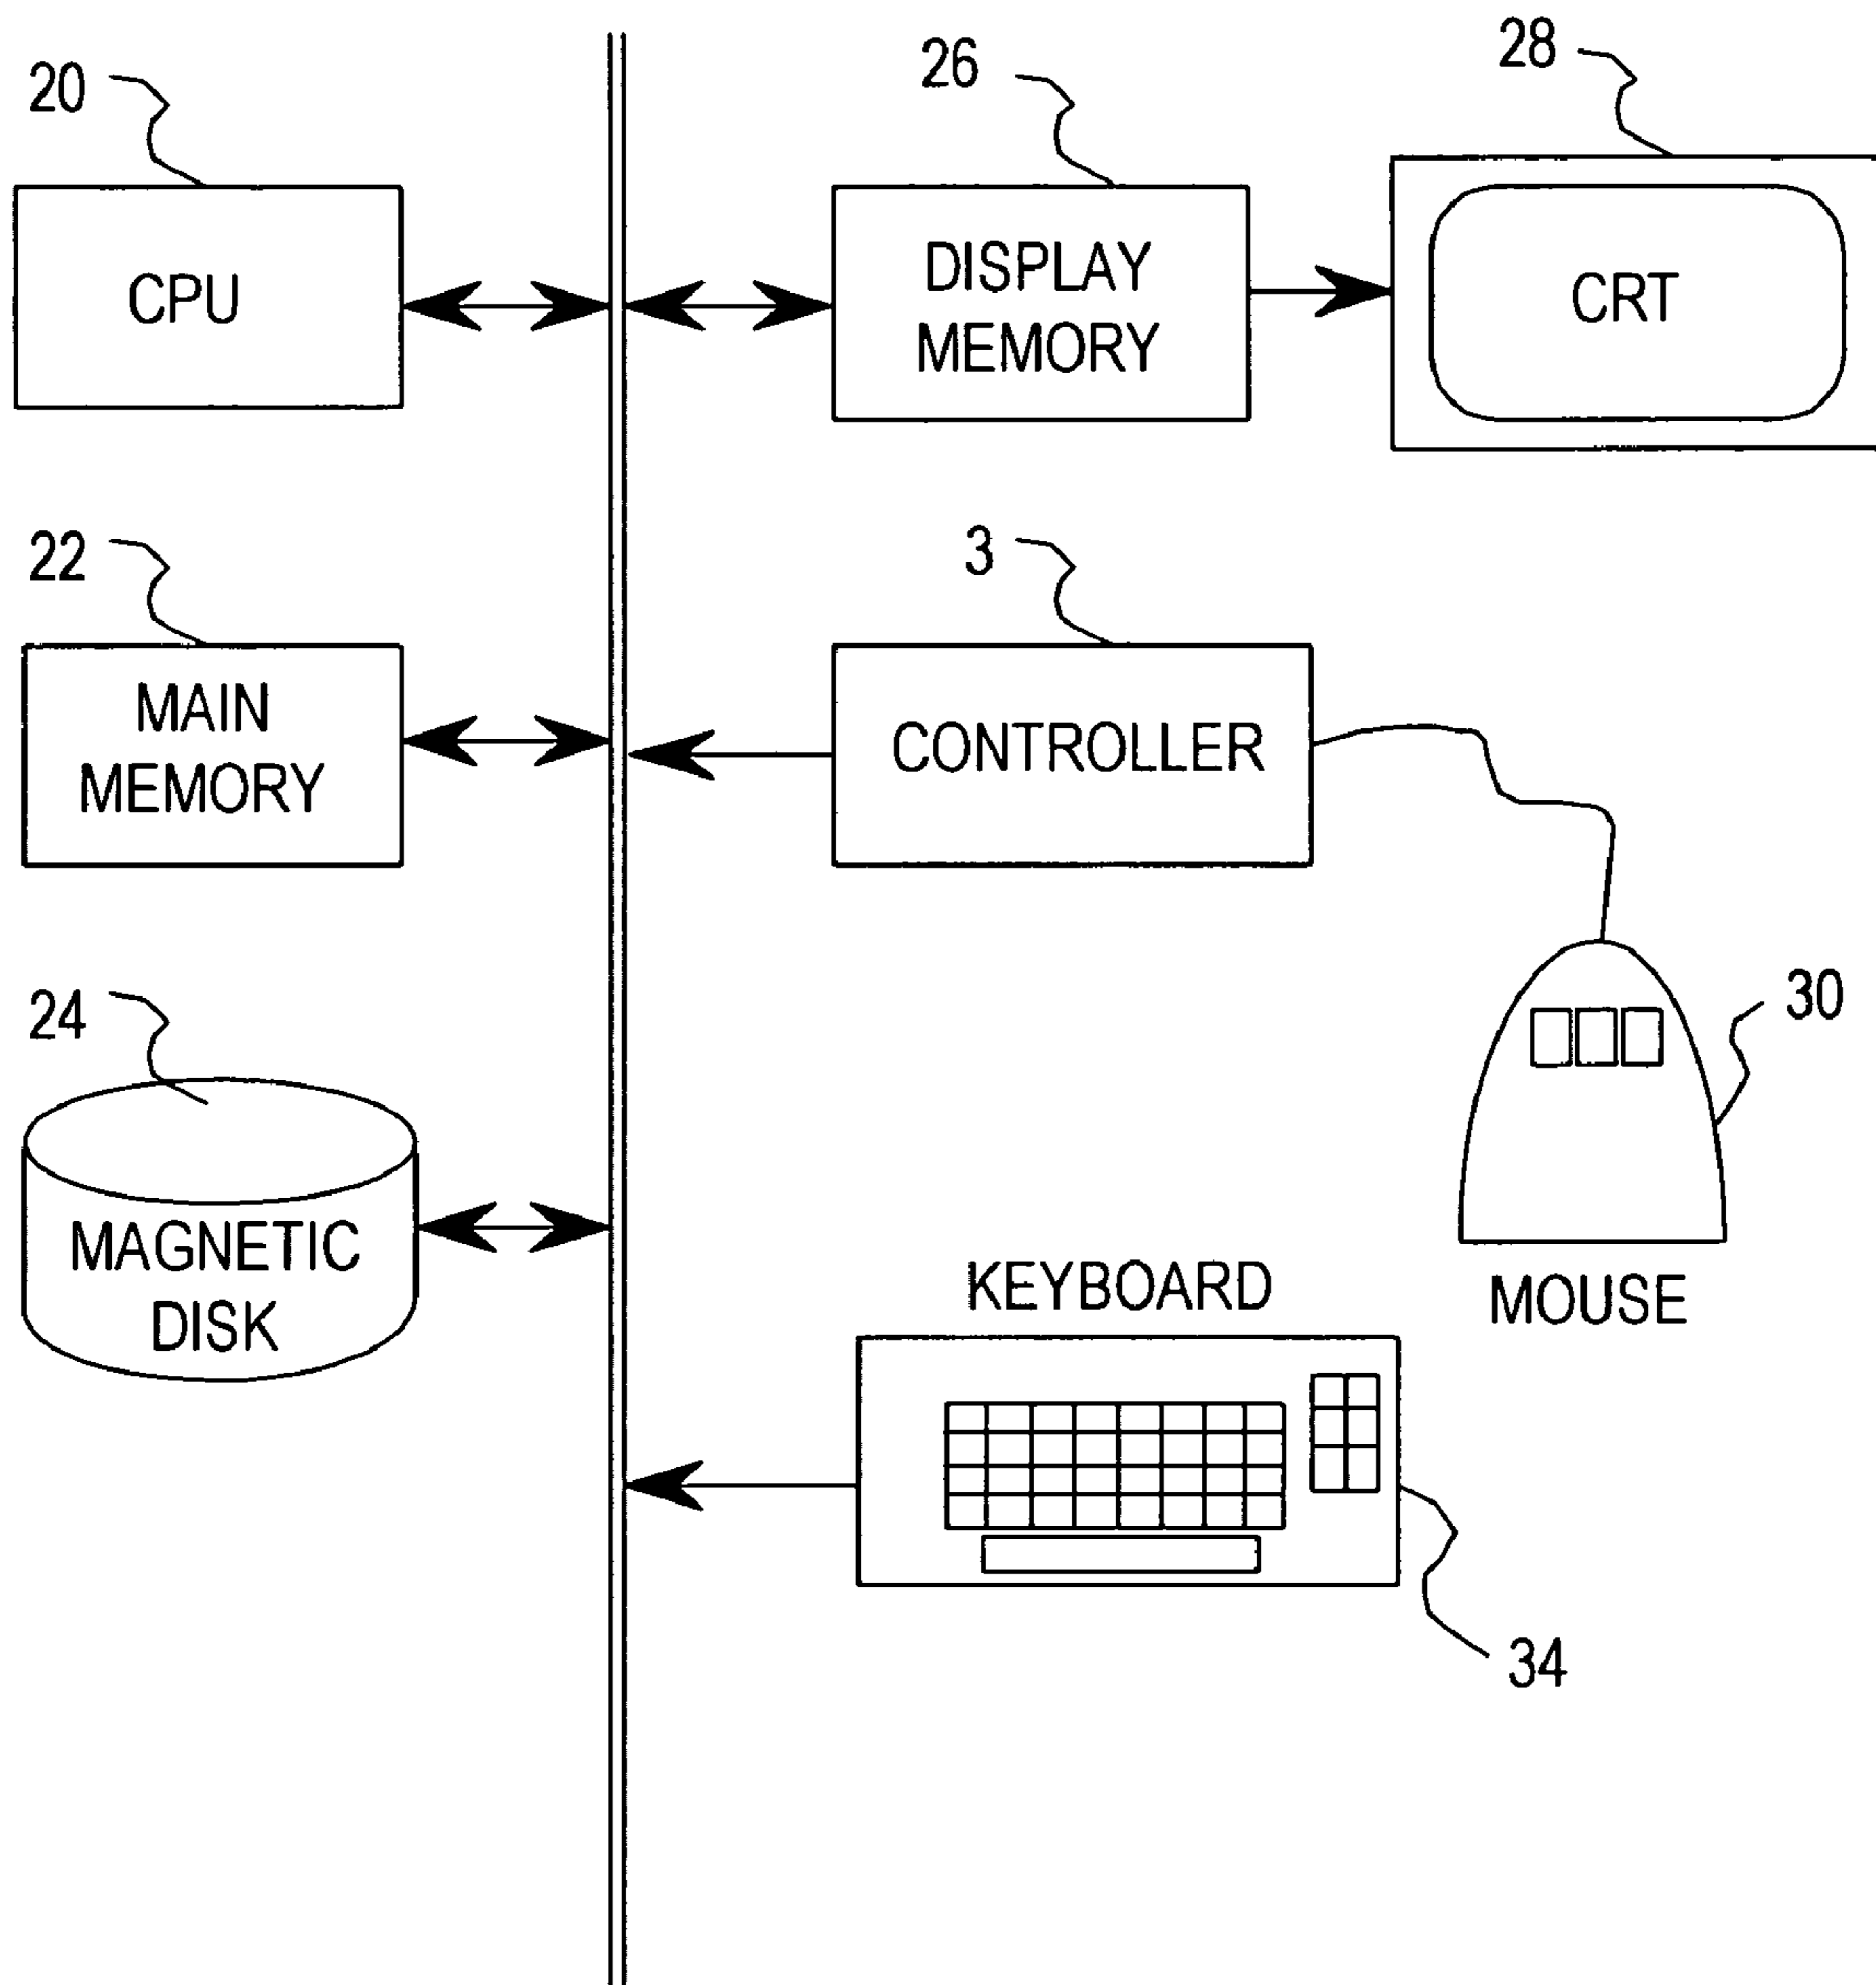 20
CPU
26
DISPLAY
MEMORY
28
CRT
22
MAIN
MEMORY
3
CONTROLLER
24
MAGNETIC
DISK
30
MOUSE
KEYBOARD
34